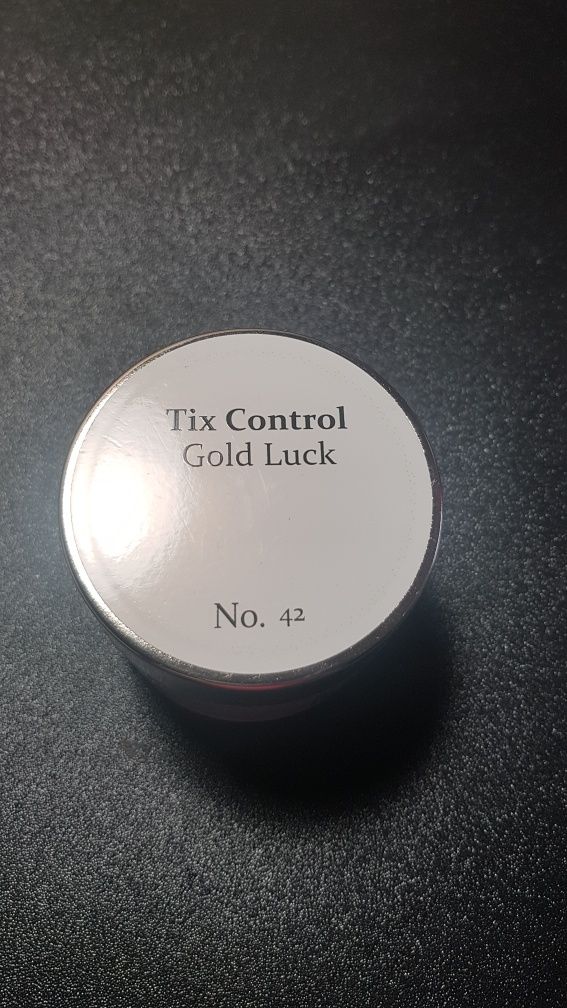 Tix Control
Gold Luck
No. 42